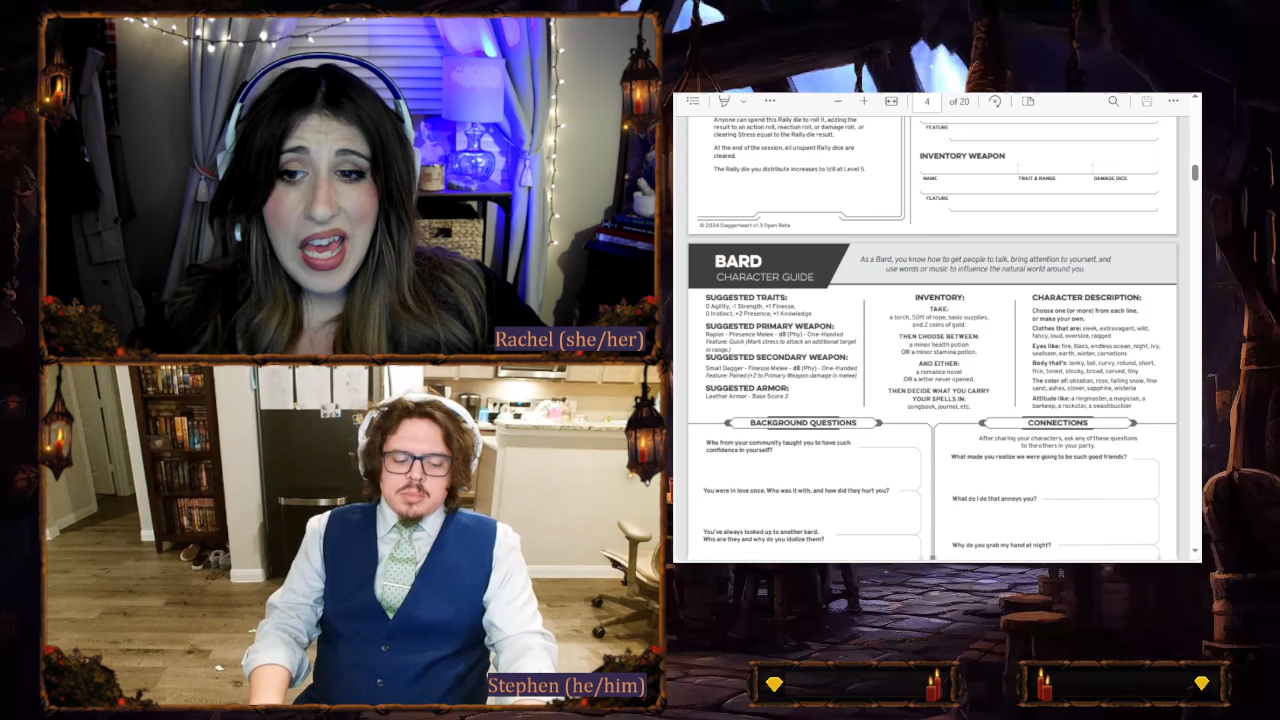 Rachel (she/her)
Stephen (he/him)
4 of 20
Anyone can spend this Rally die to roll it, adding the
result to an action roll, reaction roll, or damage roll, or
clearing Stress equal to the Rally die result.
At the end of the session, all unspent Rally dice are
cleared.
The Rally die you distribute increases to 1d8 at Level 5.
© 2024 Daggerheart v1.3 Open Beta
FEATURE
INVENTORY WEAPON
NAME TRAIT & RANGE DAMAGE DICE
FEATURE
BARD
CHARACTER GUIDE
As a Bard, you know how to get people to talk, bring attention to yourself, and
use words or music to influence the natural world around you.
SUGGESTED TRAITS:
0 Agility, -1 Strength, +1 Finesse,
0 Instinct, +2 Presence, +1 Knowledge
SUGGESTED PRIMARY WEAPON:
Rapier - Presence Melee - d8 (Phy) - One-Handed
Feature: Quick (Mark stress to attack an additional target
in range.)
SUGGESTED SECONDARY WEAPON:
Small Dagger - Finesse Melee - d8 (Phy) - One-Handed
Feature: Paired (+2 to Primary Weapon damage in melee)
SUGGESTED ARMOR:
Leather Armor - Base Score 2
INVENTORY:
TAKE:
a torch, 50ft of rope, basic supplies,
and 2 coins of gold.
THEN CHOOSE BETWEEN:
a minor health potion
OR a minor stamina potion.
AND EITHER:
a romance novel
OR a letter never opened.
THEN DECIDE WHAT YOU CARRY
YOUR SPELLS IN:
songbook, journal, etc.
CHARACTER DESCRIPTION:
Choose one (or more) from each line,
or make your own.
Clothes that are: sleek, extravagant, wild,
fancy, loud, oversize, ragged
Eyes like: fire, lilacs, endless ocean, night, ivy,
seafoam, earth, winter, carnations
Body that's: lanky, tall, curvy, rotund, short,
thin, toned, stocky, broad, carved, tiny
The color of: obsidian, rose, falling snow, fine
sand, ashes, clover, sapphire, wisteria
Attitude like: a ringmaster, a magician, a
barkeep, a rockstar, a swashbuckler
BACKGROUND QUESTIONS
Who from your community taught you to have such
confidence in yourself?
You were in love once. Who was it with, and how did they hurt you?
You've always looked up to another bard.
Who are they and why do you idolize them?
CONNECTIONS
After sharing your characters, ask any of these questions
to the others in your party.
What made you realize we were going to be such good friends?
What do I do that annoys you?
Why do you grab my hand at night?